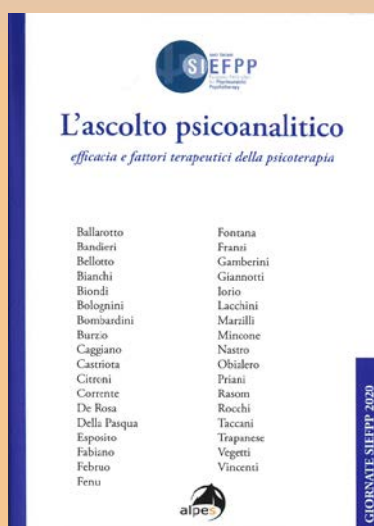 SIEFPP
L'ascolto psicoanalitico
efficacia e fattori terapeutici della psicoterapia
Ballarotto
Bandieri
Bellotto
Bianchi
Biondi
Bolognini
Bombardini
Burzio
Caggiano
Castriota
Citroni
Corrente
De Rosa
Della Pasqua
Esposito
Fabiano
Februo
Fenu
Fontana
Franzi
Gamberini
Giannotti
Iorio
Lacchini
Marzilli
Mincone
Nastro
Obialero
Priani
Rasom
Rocchi
Taccani
Trapanese
Vegetti
Vincenti
GIORNATE SIEFPP 2020
alpes